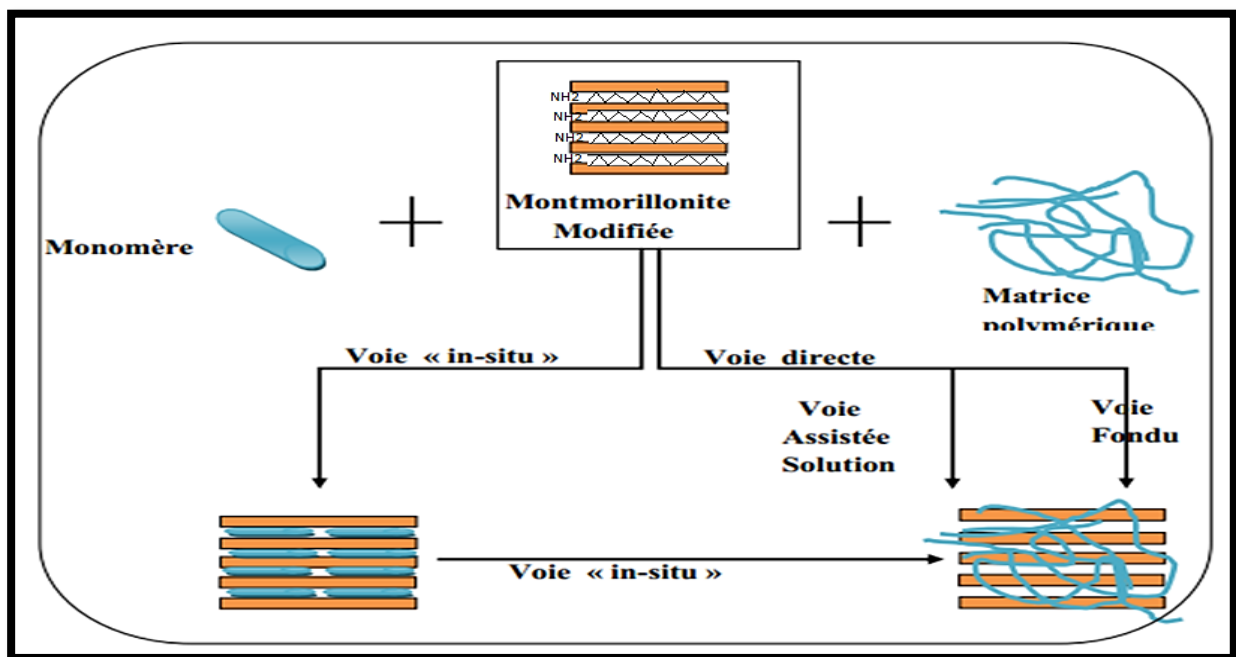 NH2
NH2
NH2
NH2
Montmorillonite
Modifiée
Monomère
Matrice
polymérique
Voie « in-situ »
Voie directe
Voie
Assistée
Solution
Voie
Fondu
Voie « in-situ »